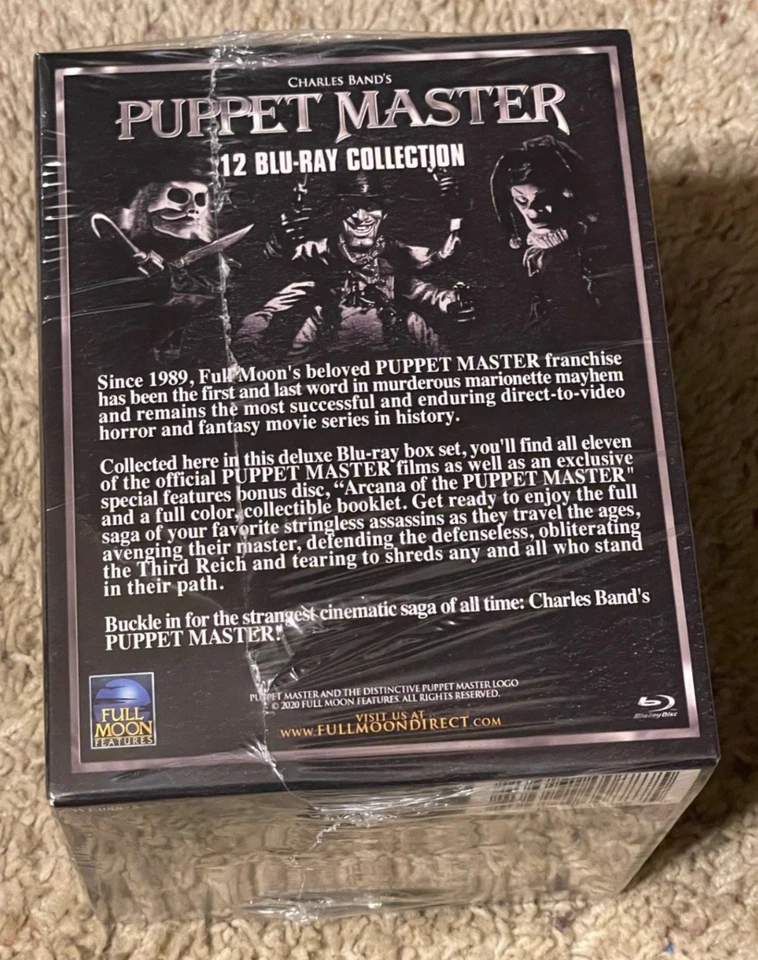 CHARLES BAND'S
PUPPET MASTER
12 BLU-RAY COLLECTION
Since 1989, Full Moon's beloved PUPPET MASTER franchise
has been the first and last word in murderous marionette mayhem
and remains the most successful and enduring direct-to-video
horror and fantasy movie series in history.
Collected here in this deluxe Blu-ray box set, you'll find all eleven
of the official PUPPET MASTER films as well as an exclusive
special features bonus disc, “Arcana of the PUPPET MASTER"
and a full color, collectible booklet. Get ready to enjoy the full
saga of your favorite stringless assassins as they travel the ages,
avenging their master, defending the defenseless, obliterating
the Third Reich and tearing to shreds any and all who stand
in their path.
Buckle in for the strangest cinematic saga of all time: Charles Band's
PUPPET MASTER!
PUPPET MASTER AND THE DISTINCTIVE PUPPET MASTER LOGO
© 2020 FULL MOON FEATURES. ALL RIGHTS RESERVED.
VISIT US AT
WWW.FULLMOONDIRECT.COM
FULL
MOON
FEATURES
Blu-ray Disc